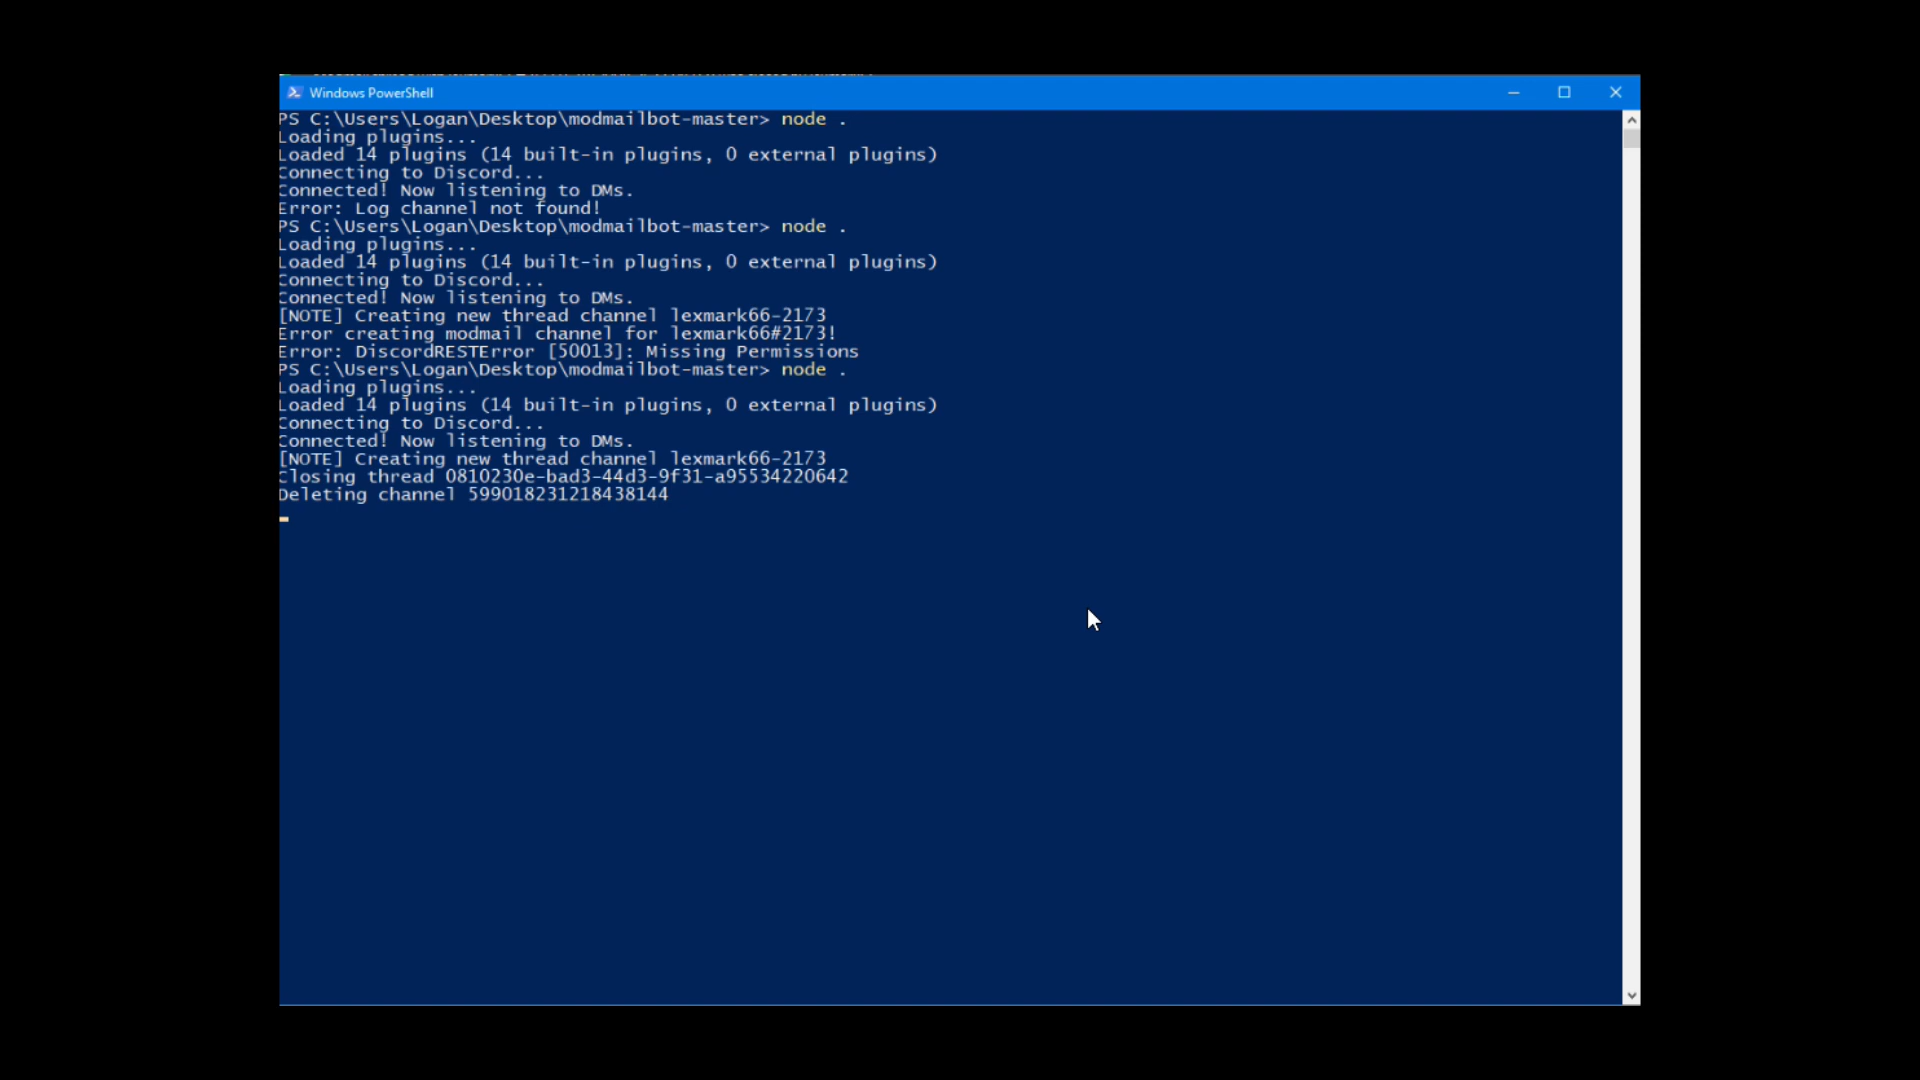 Windows PowerShell
PS C:\Users\Logan\Desktop\modmailbot-master> node .
Loading plugins...
Loaded 14 plugins (14 built-in plugins, 0 external plugins)
Connecting to Discord...
Connected! Now listening to DMs.
Error: Log channel not found!
PS C:\Users\Logan\Desktop\modmailbot-master> node .
Loading plugins...
Loaded 14 plugins (14 built-in plugins, 0 external plugins)
Connecting to Discord...
Connected! Now listening to DMs.
[NOTE] Creating new thread channel lexmark66-2173
Error creating modmail channel for lexmark66#2173!
Error: DiscordRESTError [50013]: Missing Permissions
PS C:\Users\Logan\Desktop\modmailbot-master> node .
Loading plugins...
Loaded 14 plugins (14 built-in plugins, 0 external plugins)
Connecting to Discord...
Connected! Now listening to DMs.
[NOTE] Creating new thread channel lexmark66-2173
Closing thread 0810230e-bad3-44d3-9f31-a95534220642
Deleting channel 599018231218438144